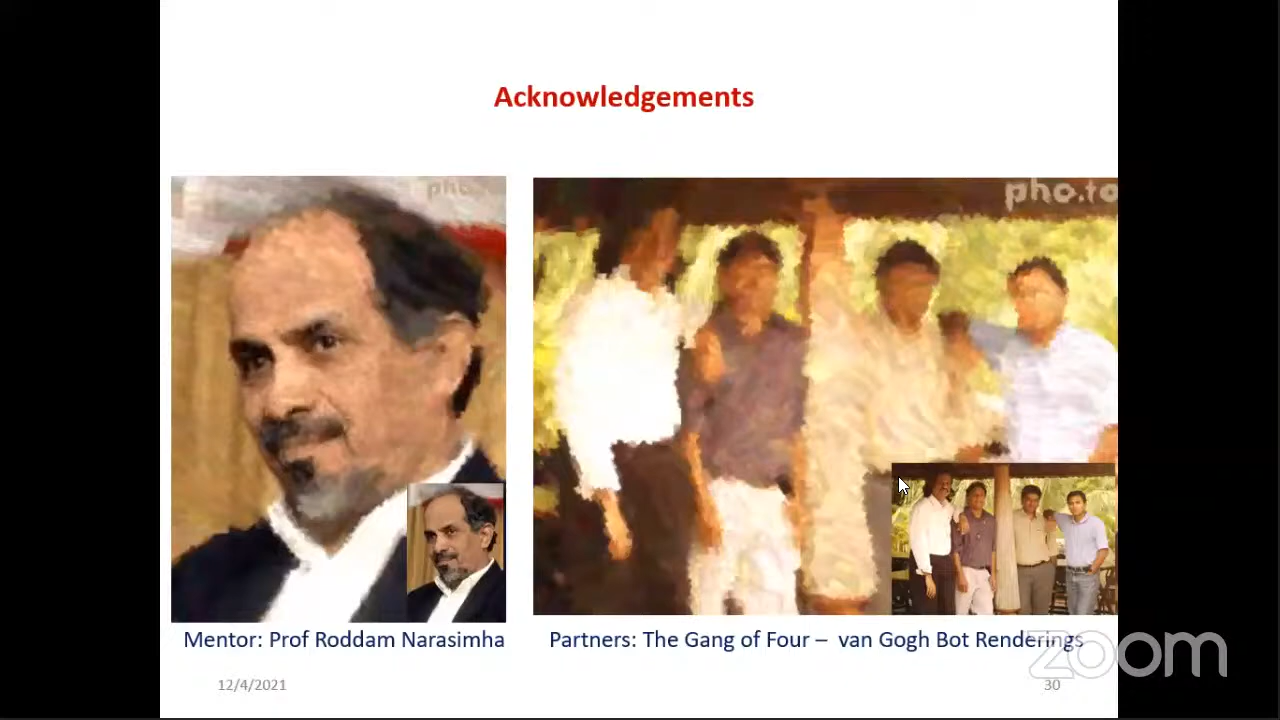 Acknowledgements
pho.to
pho.to
Mentor: Prof Roddam Narasimha
Partners: The Gang of Four – van Gogh Bot Renderings
zoom
12/4/2021
30